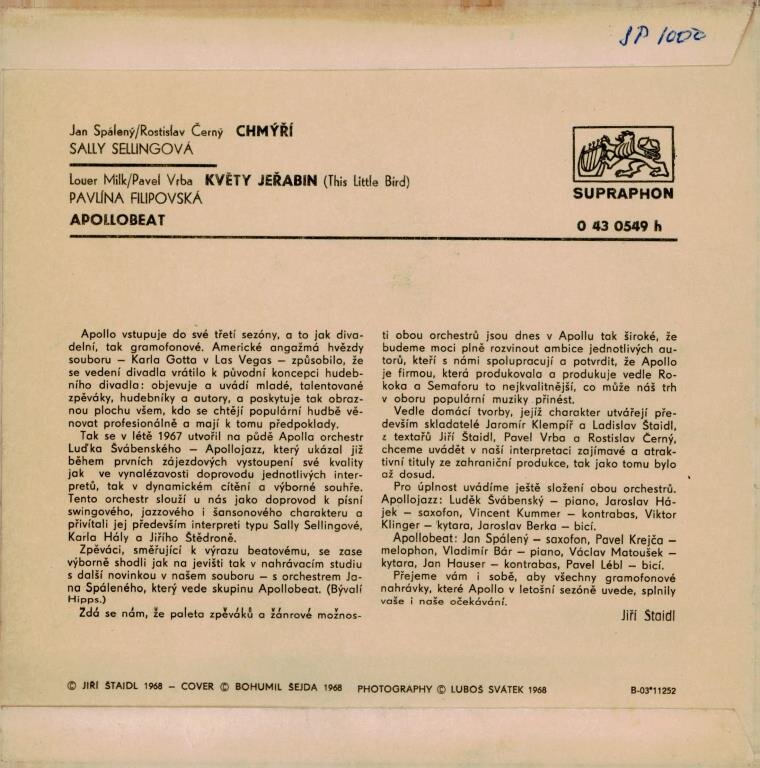 SP 1000
Jan Spálený/Rostislav Černý CHMÝŘÍ
SALLY SELLINGOVÁ
Louer Milk/Pavel Vrba KVĚTY JEŘABIN (This Little Bird)
PAVLÍNA FILIPOVSKÁ
APOLLOBEAT
SUPRAPHON
0 43 0549 h
Apollo vstupuje do své třetí sezóny, a to jak diva-
delní, tak gramofonové. Americké angažmá hvězdy
souboru – Karla Gotta v Las Vegas – způsobilo, že
se vedení divadla vrátilo k původní koncepci hudeb-
ního divadla: objevuje a uvádí mladé, talentované
zpěváky, hudebníky a autory, a poskytuje tak obraz-
nou plochu všem, kdo se chtějí populární hudbě vě-
novat profesionálně a mají k tomu předpoklady.
Tak se v létě 1967 utvořil na půdě Apolla orchestr
Luďka Švábenského – Apollojazz, který ukázal již
během prvních zájezdových vystoupení své kvality
jak ve vynalézavosti doprovodu jednotlivých inter-
pretů, tak v dynamickém cítění a výborné souhře.
Tento orchestr slouží u nás jako doprovod k písní
swingového, jazzového i šansonového charakteru a
přivítali jej především interpreti typu Sally Sellingové,
Karla Hály a Jiřího Štědroně.
Zpěváci, směřující k výrazu beatovému, se zase
výborně shodli jak na jevišti tak v nahrávacím studiu
s další novinkou v našem souboru – s orchestrem Ja-
na Spáleného, který vede skupinu Apollobeat. (Bývalí
Hipps.)
Zdá se nám, že paleta zpěváků a žánrové možnos-
ti obou orchestrů jsou dnes v Apollu tak široké, že
budeme moci plně rozvinout ambice jednotlivých au-
torů, kteří s námi spolupracují a potvrdit, že Apollo
je firmou, která produkovala a produkuje vedle Ro-
koka a Semaforu to nejkvalitnější, co může náš trh
v oboru populární muziky přinést.
Vedle domácí tvorby, jejíž charakter utvářejí pře-
devším skladatelé Jaromír Klempíř a Ladislav Štaidl,
z textařů Jiří Štaidl, Pavel Vrba a Rostislav Černý,
chceme uvádět v naší interpretaci zajímavé a atrak-
tivní tituly ze zahraniční produkce, tak jako tomu bylo
až dosud.
Pro úplnost uvádíme ještě složení obou orchestrů.
Apollojazz: Luděk Švábenský – piano, Jaroslav Há-
jek – saxofon, Vincent Kummer – kontrabas, Viktor
Klinger – kytara, Jaroslav Berka – bicí.
Apollobeat: Jan Spálený – saxofon, Pavel Krejča –
melophon, Vladimír Bár – piano, Václav Matoušek –
kytara, Jan Hauser – kontrabas, Pavel Lébl – bicí.
Přejeme vám i sobě, aby všechny gramofonové
nahrávky, které Apollo v letošní sezóně uvede, splnily
vaše i naše očekávání.
Jiří Štaidl
© JIŘÍ ŠTAIDL 1968 – COVER © BOHUMIL ŠEJDA 1968 PHOTOGRAPHY © LUBOŠ SVÁTEK 1968
B-03*11252